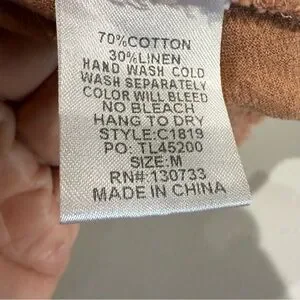 70%COTTON
30%LINEN
HAND WASH COLD
WASH SEPARATELY
COLOR WILL BLEED
NO BLEACH
HANG TO DRY
STYLE:C1819
PO: TL45200
SIZE:M
RN#:130733
MADE IN CHINA